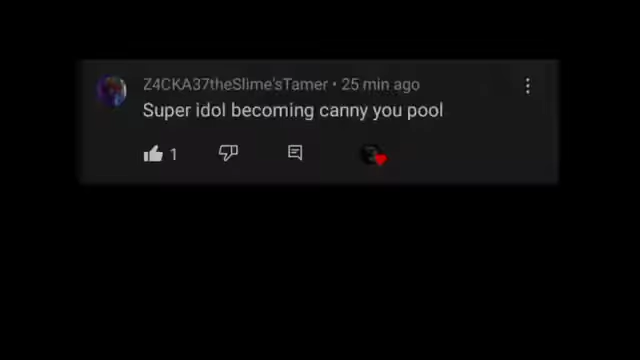 Z4CKA37theSlime'sTamer • 25 min ago
Super idol becoming canny you pool
1